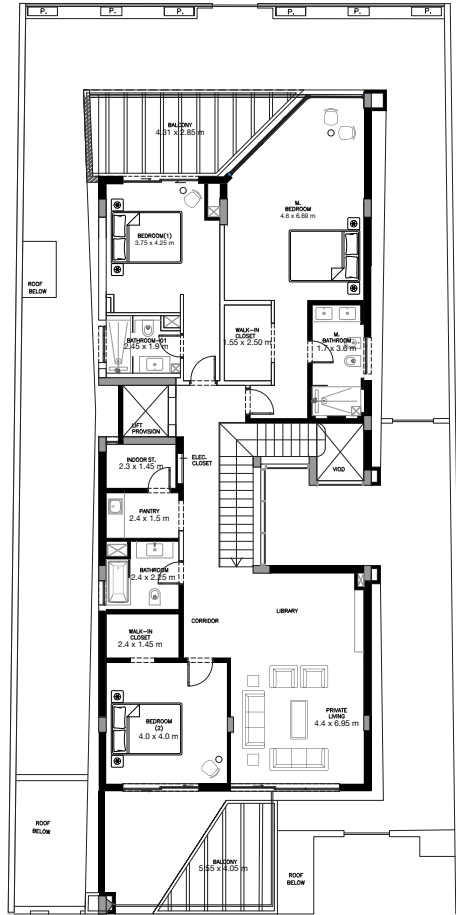 P. P. P. P. P. P.
BALCONY
4.31 x 2.85 m
M.
BEDROOM
4.6 x 6.69 m
BEDROOM(1)
3.75 x 4.25 m
ROOF
BELOW
WALK-IN
CLOSET
1.55 x 2.50 m
M.
BATHROOM
1.7 x 3.6 m
BATHROOM-01
2.45 x 1.9 m
LIFT
PROVISION
ELEC.
CLOSET
INDOOR ST.
2.3 x 1.45 m
VIOD
PANTRY
2.4 x 1.5 m
BATHROOM
2.4 x 2.25 m
CORRIDOR
LIBRARY
WALK-IN
CLOSET
2.4 x 1.45 m
BEDROOM
(2)
4.0 x 4.0 m
PRIVATE
LIVING
4.4 x 6.95 m
ROOF
BELOW
BALCONY
5.55 x 4.05 m
ROOF
BELOW